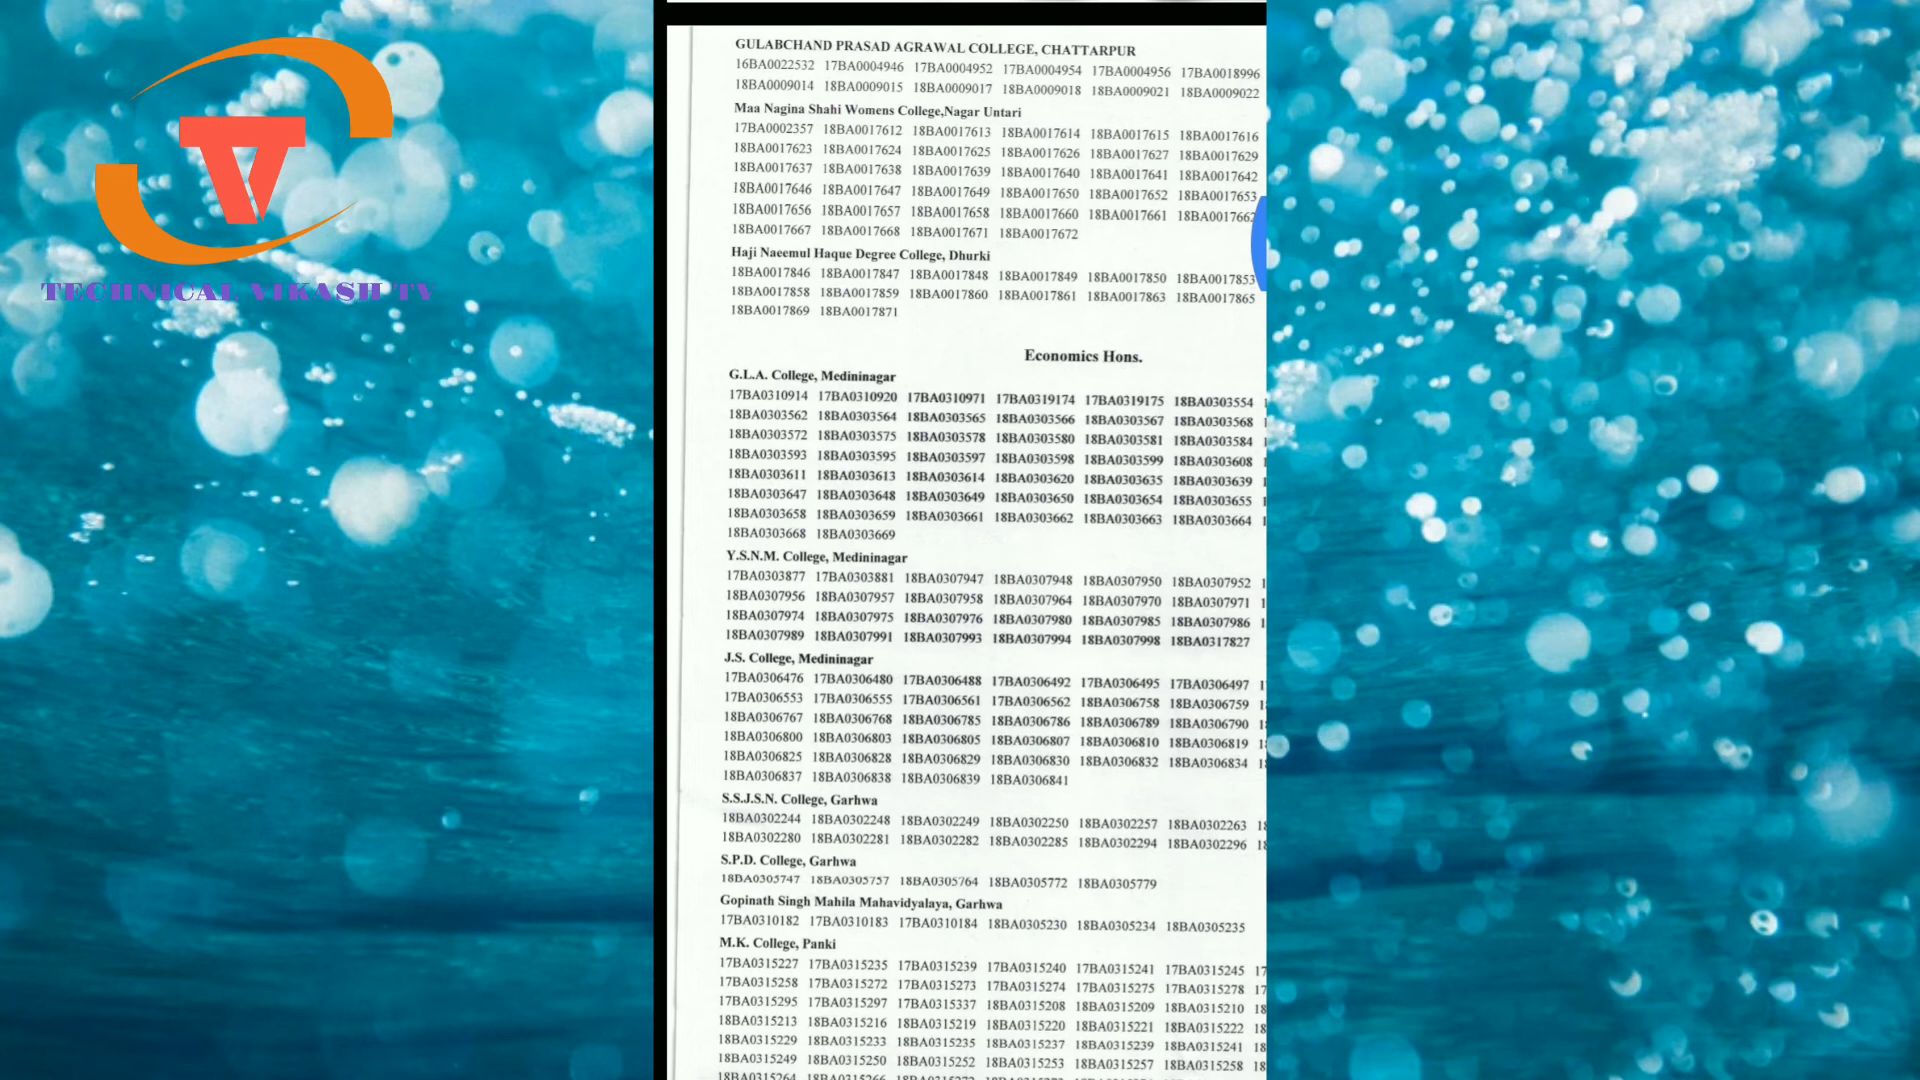 TECHNICAL VIKASH TV
GULABCHAND PRASAD AGRAWAL COLLEGE, CHATTARPUR
16BA0022532 17BA0004946 17BA0004952 17BA0004954 17BA0004956 17BA0018996
18BA0009014 18BA0009015 18BA0009017 18BA0009018 18BA0009021 18BA0009022
Maa Nagina Shahi Womens College,Nagar Untari
17BA0002357 18BA0017612 18BA0017613 18BA0017614 18BA0017615 18BA0017616
18BA0017623 18BA0017624 18BA0017625 18BA0017626 18BA0017627 18BA0017629
18BA0017637 18BA0017638 18BA0017639 18BA0017640 18BA0017641 18BA0017642
18BA0017646 18BA0017647 18BA0017649 18BA0017650 18BA0017652 18BA0017653
18BA0017656 18BA0017657 18BA0017658 18BA0017660 18BA0017661 18BA0017662
18BA0017667 18BA0017668 18BA0017671 18BA0017672
Haji Naeemul Haque Degree College, Dhurki
18BA0017846 18BA0017847 18BA0017848 18BA0017849 18BA0017850 18BA0017853
18BA0017858 18BA0017859 18BA0017860 18BA0017861 18BA0017863 18BA0017865
18BA0017869 18BA0017871
Economics Hons.
G.L.A. College, Medininagar
17BA0310914 17BA0310920 17BA0310971 17BA0319174 17BA0319175 18BA0303554
18BA0303562 18BA0303564 18BA0303565 18BA0303566 18BA0303567 18BA0303568
18BA0303572 18BA0303575 18BA0303578 18BA0303580 18BA0303581 18BA0303584
18BA0303593 18BA0303595 18BA0303597 18BA0303598 18BA0303599 18BA0303608
18BA0303611 18BA0303613 18BA0303614 18BA0303620 18BA0303635 18BA0303639
18BA0303647 18BA0303648 18BA0303649 18BA0303650 18BA0303654 18BA0303655
18BA0303658 18BA0303659 18BA0303661 18BA0303662 18BA0303663 18BA0303664
18BA0303668 18BA0303669
Y.S.N.M. College, Medininagar
17BA0303877 17BA0303881 18BA0307947 18BA0307948 18BA0307950 18BA0307952
18BA0307956 18BA0307957 18BA0307958 18BA0307964 18BA0307970 18BA0307971
18BA0307974 18BA0307975 18BA0307976 18BA0307980 18BA0307985 18BA0307986
18BA0307989 18BA0307991 18BA0307993 18BA0307994 18BA0307998 18BA0317827
J.S. College, Medininagar
17BA0306476 17BA0306480 17BA0306488 17BA0306492 17BA0306495 17BA0306497
17BA0306553 17BA0306555 17BA0306561 17BA0306562 18BA0306758 18BA0306759
18BA0306767 18BA0306768 18BA0306785 18BA0306786 18BA0306789 18BA0306790
18BA0306800 18BA0306803 18BA0306805 18BA0306807 18BA0306810 18BA0306819
18BA0306825 18BA0306828 18BA0306829 18BA0306830 18BA0306832 18BA0306834
18BA0306837 18BA0306838 18BA0306839 18BA0306841
S.S.J.S.N. College, Garhwa
18BA0302244 18BA0302248 18BA0302249 18BA0302250 18BA0302257 18BA0302263
18BA0302280 18BA0302281 18BA0302282 18BA0302285 18BA0302294 18BA0302296
S.P.D. College, Garhwa
18BA0305747 18BA0305757 18BA0305764 18BA0305772 18BA0305779
Gopinath Singh Mahila Mahavidyalaya, Garhwa
17BA0310182 17BA0310183 17BA0310184 18BA0305230 18BA0305234 18BA0305235
M.K. College, Panki
17BA0315227 17BA0315235 17BA0315239 17BA0315240 17BA0315241 17BA0315245
17BA0315258 17BA0315272 17BA0315273 17BA0315274 17BA0315275 17BA0315278
17BA0315295 17BA0315297 17BA0315337 18BA0315208 18BA0315209 18BA0315210
18BA0315213 18BA0315216 18BA0315219 18BA0315220 18BA0315221 18BA0315222
18BA0315229 18BA0315233 18BA0315235 18BA0315237 18BA0315239 18BA0315241
18BA0315249 18BA0315250 18BA0315252 18BA0315253 18BA0315257 18BA0315258
18BA0315264 18BA0315266